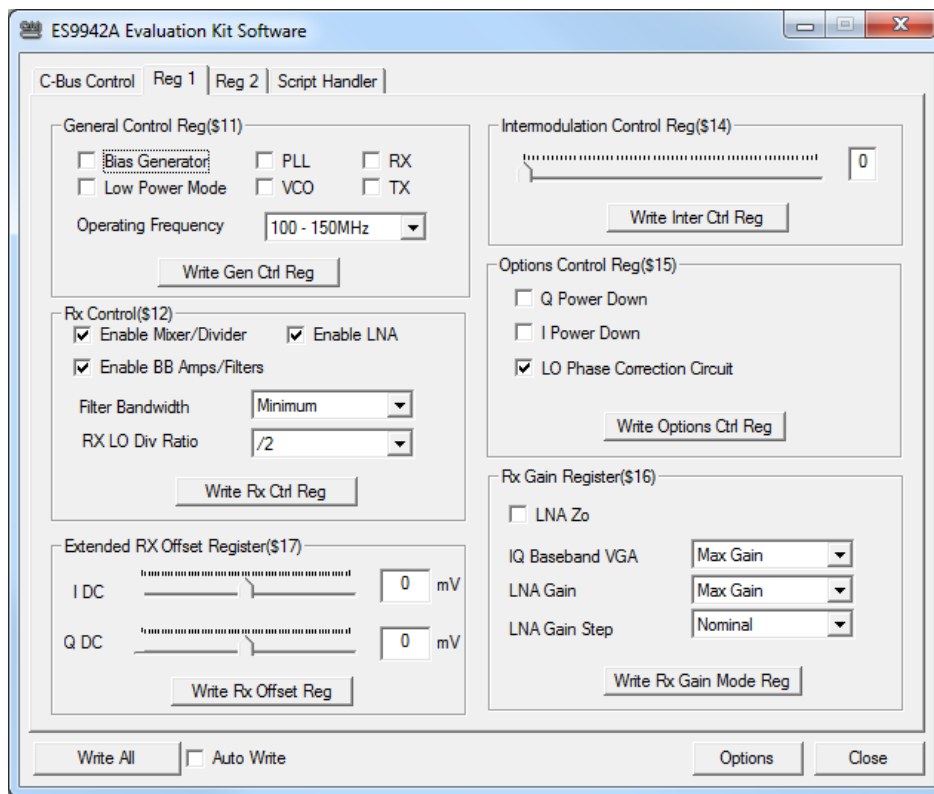 ES9942A Evaluation Kit Software
C-Bus Control Reg 1 Reg 2 Script Handler
General Control Reg($11)
Bias Generator PLL RX
Low Power Mode VCO TX
Operating Frequency 100 - 150MHz
Write Gen Ctrl Reg
Rx Control($12)
Enable Mixer/Divider Enable LNA
Enable BB Amps/Filters
Filter Bandwidth Minimum
RX LO Div Ratio /2
Write Rx Ctrl Reg
Extended RX Offset Register($17)
I DC 0 mV
Q DC 0 mV
Write Rx Offset Reg
Intermodulation Control Reg($14)
0
Write Inter Ctrl Reg
Options Control Reg($15)
Q Power Down
I Power Down
LO Phase Correction Circuit
Write Options Ctrl Reg
Rx Gain Register($16)
LNA Zo
IQ Baseband VGA Max Gain
LNA Gain Max Gain
LNA Gain Step Nominal
Write Rx Gain Mode Reg
Write All Auto Write Options Close